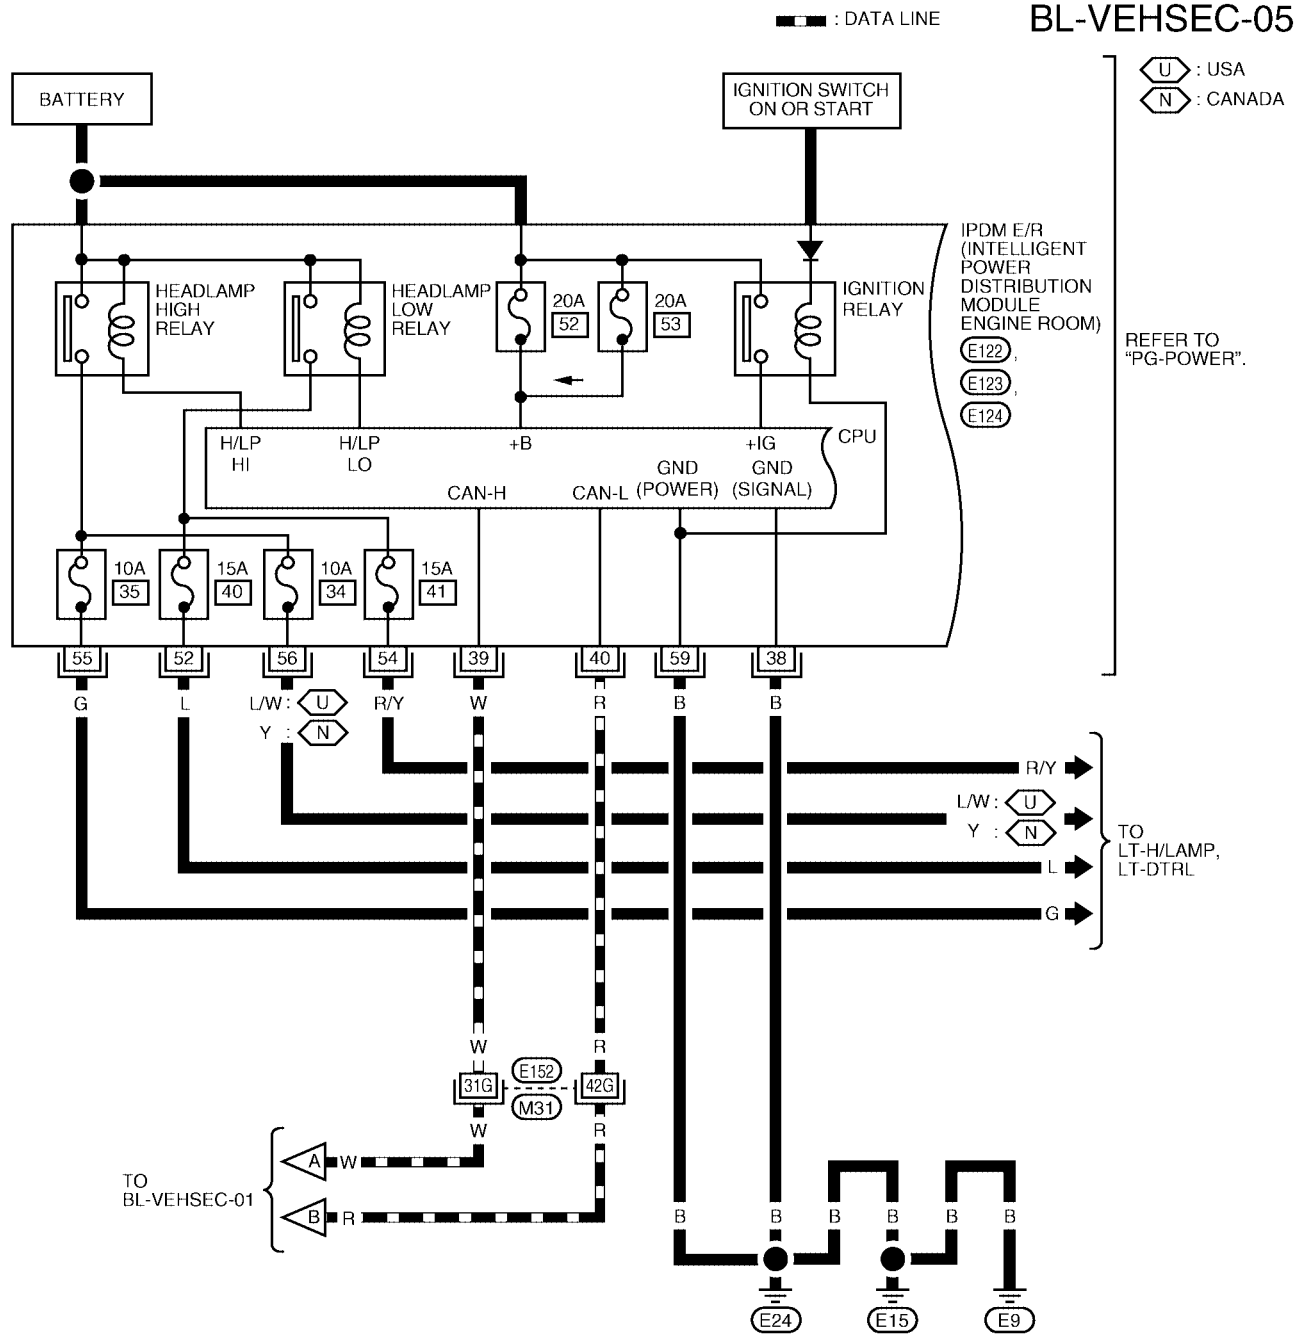 : DATA LINE
BL-VEHSEC-05
U : USA
N : CANADA
BATTERY
IGNITION SWITCH
ON OR START
IPDM E/R
(INTELLIGENT
POWER
DISTRIBUTION
MODULE
ENGINE ROOM)
E122,
E123,
E124
REFER TO
“PG-POWER”.
HEADLAMP
HIGH
RELAY
HEADLAMP
LOW
RELAY
20A
52
20A
53
IGNITION
RELAY
H/LP
HI
H/LP
LO
+B
+IG
CPU
CAN-H
CAN-L
GND
(POWER)
GND
(SIGNAL)
10A
35
15A
40
10A
34
15A
41
55
52
56
54
39
40
59
38
G
L
L/W : U
Y : N
R/Y
W
R
B
B
R/Y
L/W : U
Y : N
L
G
TO
LT-H/LAMP,
LT-DTRL
W
R
31G
E152
M31
42G
W
R
TO
BL-VEHSEC-01
A W
B R
B
B
B
B
B
B
E24
E15
E9